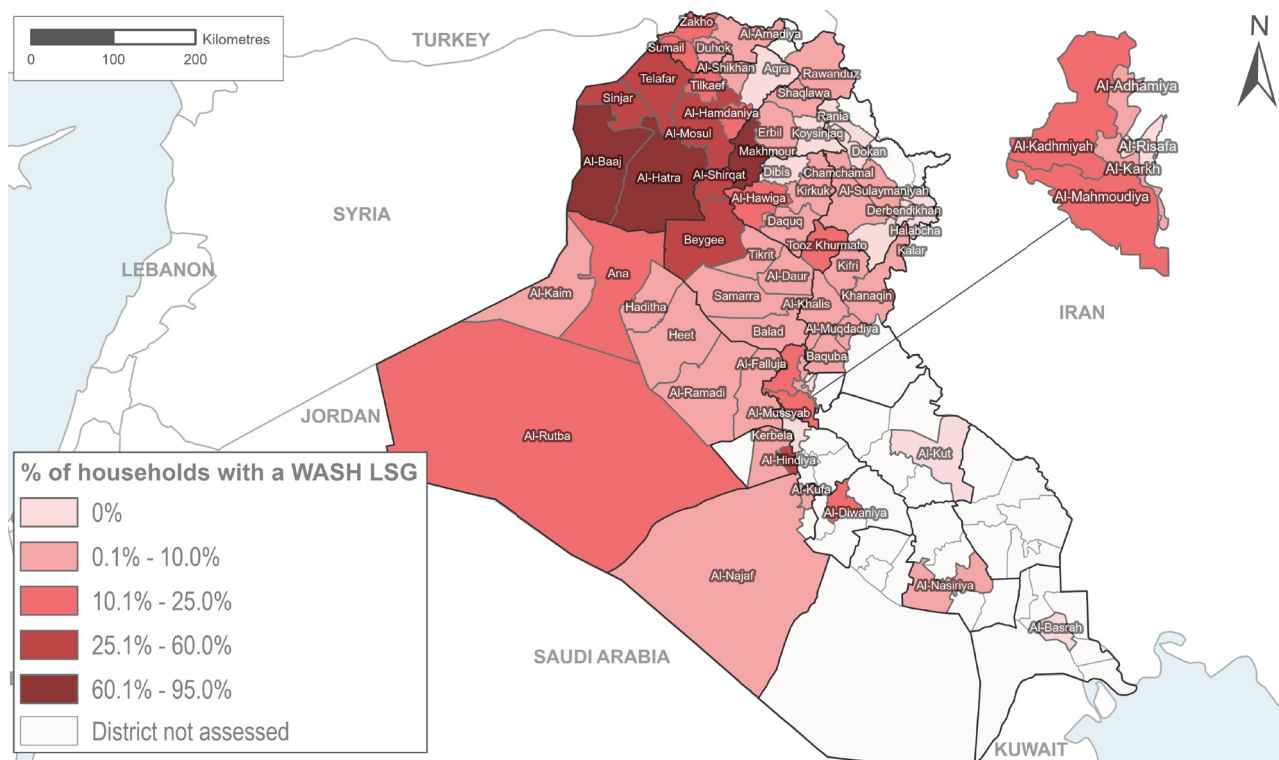 Kilometres
0 100 200
N
TURKEY
SYRIA
LEBANON
JORDAN
IRAN
SAUDI ARABIA
KUWAIT
Zakho
Al-Amadiya
Sumail
Duhok
Al-Shikhan
Aqra
Rawanduz
Telafar
Tilkaef
Shaqlawa
Sinjar
Al-Hamdaniya
Rania
Al-Mosul
Erbil
Koysinjaq
Al-Baaj
Makhmour
Dokan
Al-Hatra
Al-Shirqat
Dibis
Chamchamal
Al-Hawiga
Kirkuk
Al-Sulaymaniyah
Derbendikhan
Daquq
Halabcha
Beygee
Tooz Khurmato
Kalar
Tikrit
Kifri
Ana
Al-Daur
Al-Kaim
Samarra
Khanaqin
Haditha
Al-Khalis
Heet
Balad
Al-Muqdadiya
Al-Falluja
Baquba
Al-Ramadi
Al-Mussyab
Al-Rutba
Kerbela
Al-Hindiya
Al-Kut
Al-Kufa
Al-Diwaniya
Al-Najaf
Al-Nasiriya
Al-Basrah
Al-Adhamiya
Al-Kadhmiyah
Al-Risafa
Al-Karkh
Al-Mahmoudiya
% of households with a WASH LSG
0%
0.1% - 10.0%
10.1% - 25.0%
25.1% - 60.0%
60.1% - 95.0%
District not assessed